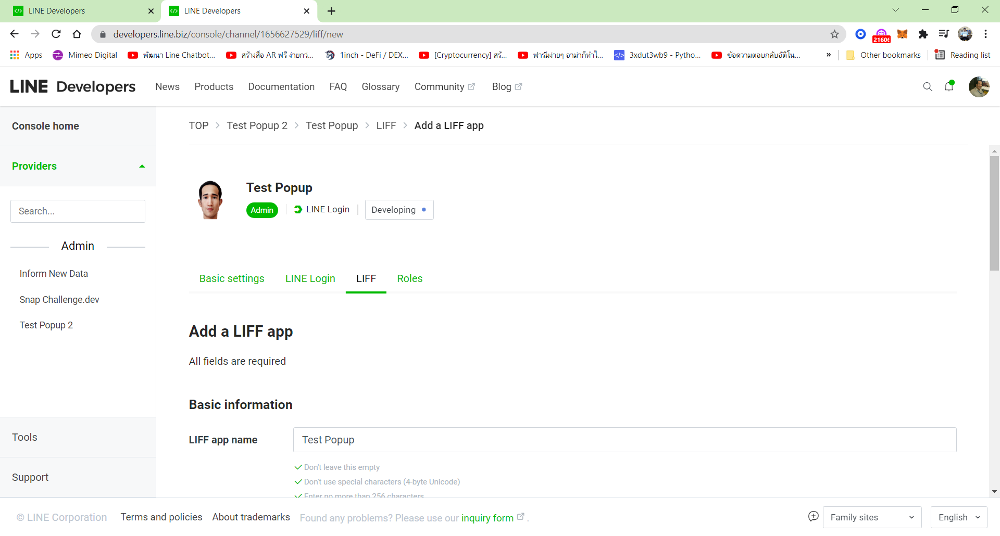 LINE Developers
LINE Developers
developers.line.biz/console/channel/1656627529/liff/new
21606
Apps
Mimeo Digital
พัฒนา Line Chatbot...
สร้างสื่อ AR ฟรี ง่ายกว่...
1inch - DeFi / DEX...
[Cryptocurrency] สร้...
ฟาร์มง่ายๆ อาม่าก็ทำไ...
3xdut3wb9 - Pytho...
ข้อความตอบกลับอัติโน...
»
Other bookmarks
Reading list
LINE Developers
News
Products
Documentation
FAQ
Glossary
Community
Blog
Console home
Providers
Search...
Admin
Inform New Data
Snap Challenge.dev
Test Popup 2
Tools
Support
TOP > Test Popup 2 > Test Popup > LIFF > Add a LIFF app
Test Popup
Admin
LINE Login
Developing
Basic settings
LINE Login
LIFF
Roles
Add a LIFF app
All fields are required
Basic information
LIFF app name
Test Popup
Don't leave this empty
Don't use special characters (4-byte Unicode)
Enter no more than 256 characters
© LINE Corporation
Terms and policies
About trademarks
Found any problems? Please use our inquiry form .
Family sites
English